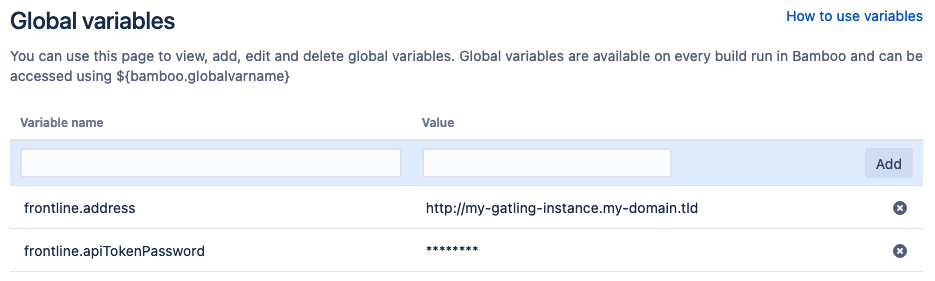 Global variables
How to use variables
You can use this page to view, add, edit and delete global variables. Global variables are available on every build run in Bamboo and can be
accessed using ${bamboo.globalvarname}
Variable name Value
Add
frontline.address http://my-gatling-instance.my-domain.tld
frontline.apiTokenPassword ********